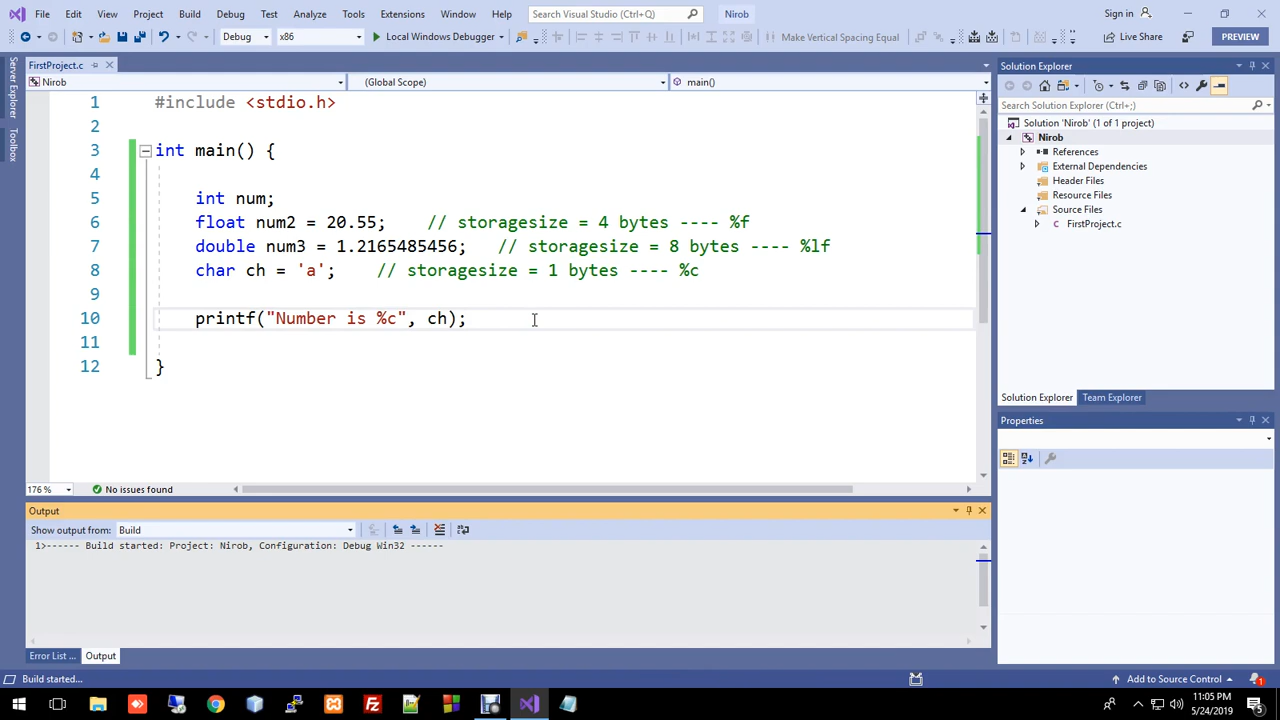 File Edit View Project Build Debug Test Analyze Tools Extensions Window Help Search Visual Studio (Ctrl+Q) Nirob Sign in
Debug x86 Local Windows Debugger Make Vertical Spacing Equal Live Share PREVIEW
Server Explorer
Toolbox
FirstProject.c
Nirob (Global Scope) main()
1 #include <stdio.h>
2
3 int main() {
4
5 int num;
6 float num2 = 20.55; // storagesize = 4 bytes ---- %f
7 double num3 = 1.2165485456; // storagesize = 8 bytes ---- %lf
8 char ch = 'a'; // storagesize = 1 bytes ---- %c
9
10 printf("Number is %c", ch);
11
12 }
176 % No issues found
Output
Show output from: Build
1>------ Build started: Project: Nirob, Configuration: Debug Win32 ------
Error List ... Output
Solution Explorer
Search Solution Explorer (Ctrl+;)
Solution 'Nirob' (1 of 1 project)
Nirob
References
External Dependencies
Header Files
Resource Files
Source Files
FirstProject.c
Solution Explorer Team Explorer
Properties
Build started... Add to Source Control 1
11:05 PM
5/24/2019